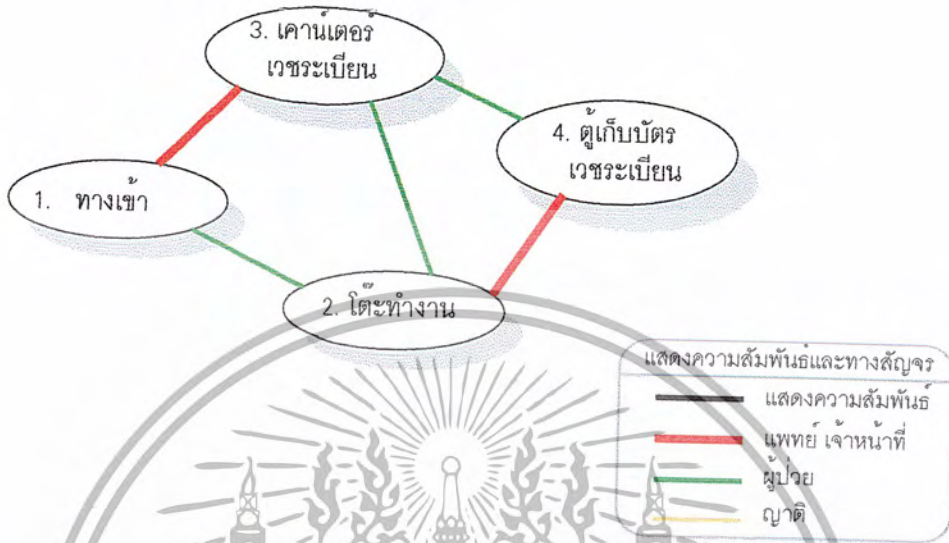 3. เคาน์เตอร์
เวชระเบียน
4. ตู้เก็บบัตร
เวชระเบียน
1. ทางเข้า
2. โต๊ะทำงาน
แสดงความสัมพันธ์และทางสัญจร
แสดงความสัมพันธ์
แพทย์ เจ้าหน้าที่
ผู้ป่วย
ญาติ